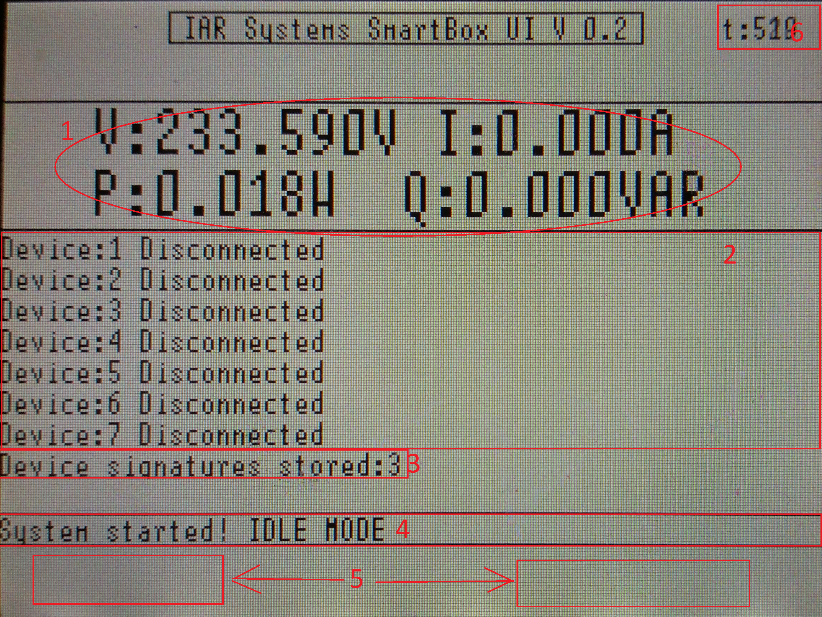 IAR Systems SmartBox UI V 0.2
6
1
V:233.590V I:0.000A
P:0.018W Q:0.000VAR
2
Device:1 Disconnected
Device:2 Disconnected
Device:3 Disconnected
Device:4 Disconnected
Device:5 Disconnected
Device:6 Disconnected
Device:7 Disconnected
Device signatures stored:3 3
System started! IDLE MODE 4
5